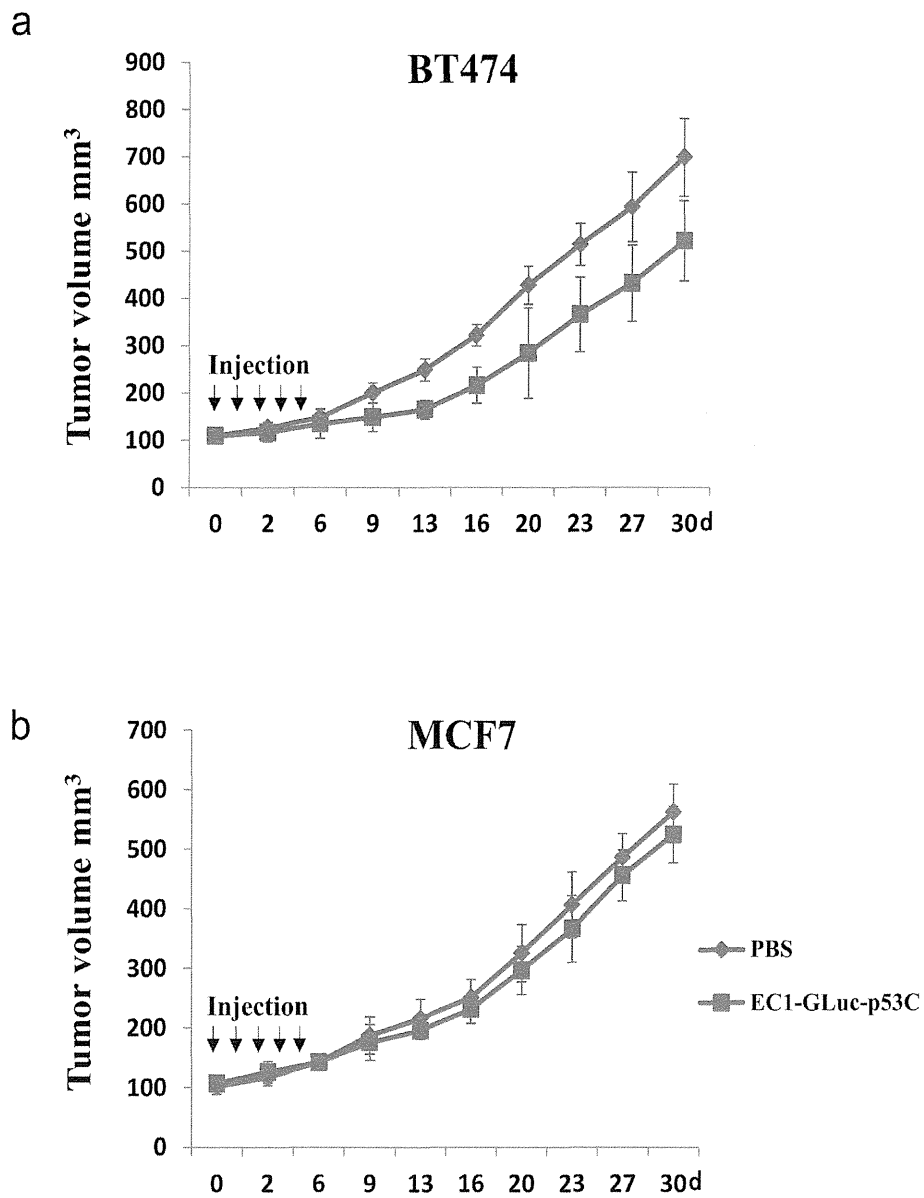 a
BT474
Tumor volume mm³
900
800
700
600
500
400
300
200
100
0
Injection
0 2 6 9 13 16 20 23 27 30d
b
MCF7
Tumor volume mm³
700
600
500
400
300
200
100
0
Injection
0 2 6 9 13 16 20 23 27 30d
PBS
EC1-GLuc-p53C